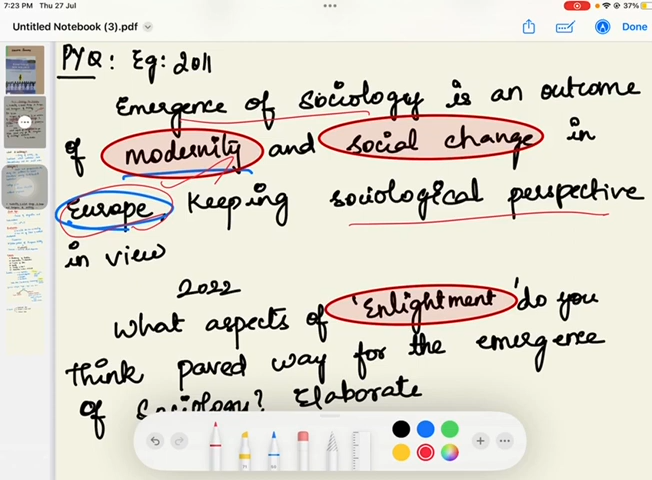 7:23 PM Thu 27 Jul
37%
Untitled Notebook (3).pdf
Done
PYQ: Eg: 2011
Emergence of Sociology is an outcome
of modernity and social change in
Europe. Keeping sociological perspective
in view
2022
What aspects of 'Enlightment' do you
think paved way for the emergence
of Sociology? Elaborate